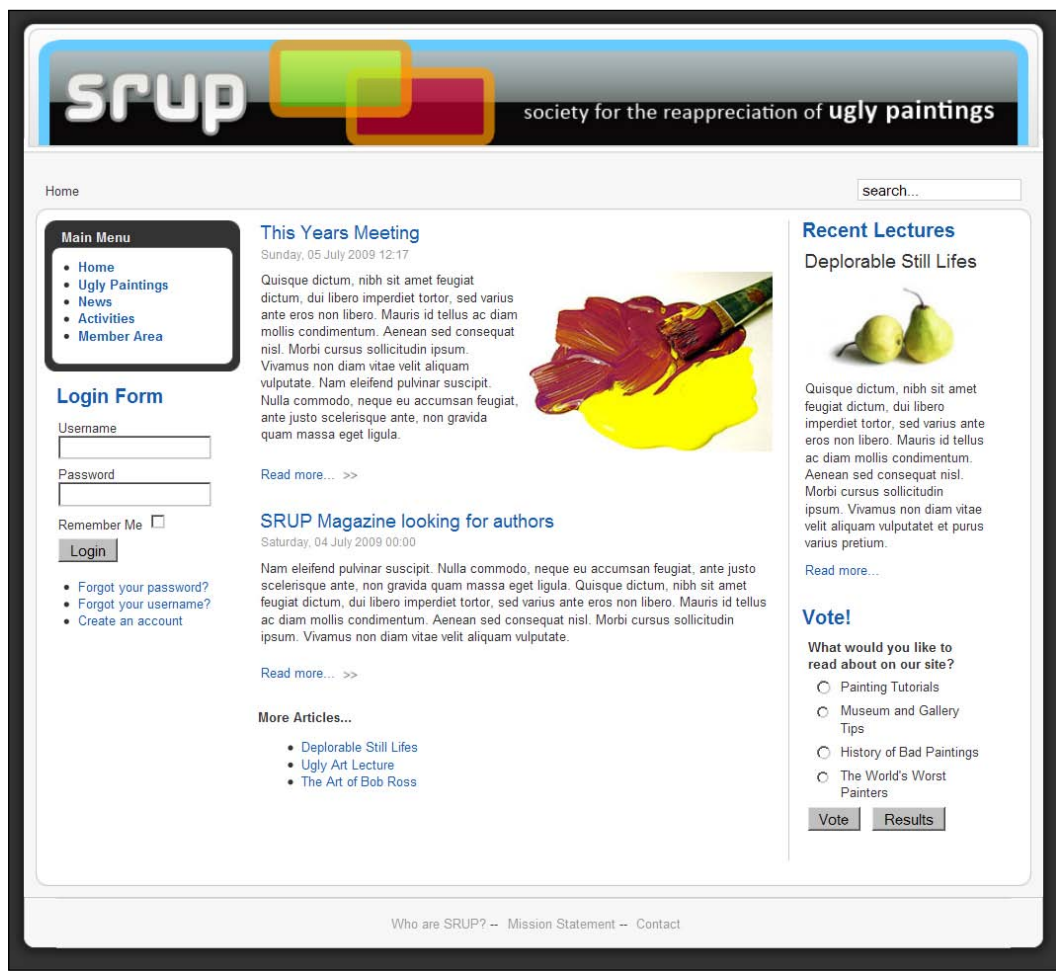 srup
society for the reappreciation of ugly paintings
Home
search...
Main Menu
Home
Ugly Paintings
News
Activities
Member Area
Login Form
Username
Password
Remember Me
Login
Forgot your password?
Forgot your username?
Create an account
This Years Meeting
Sunday, 05 July 2009 12:17
Quisque dictum, nibh sit amet feugiat
dictum, dui libero imperdiet tortor, sed varius
ante eros non libero. Mauris id tellus ac diam
mollis condimentum. Aenean sed consequat
nisl. Morbi cursus sollicitudin ipsum.
Vivamus non diam vitae velit aliquam
vulputate. Nam eleifend pulvinar suscipit.
Nulla commodo, neque eu accumsan feugiat,
ante justo scelerisque ante, non gravida
quam massa eget ligula.
Read more... >>
SRUP Magazine looking for authors
Saturday, 04 July 2009 00:00
Nam eleifend pulvinar suscipit. Nulla commodo, neque eu accumsan feugiat, ante justo
scelerisque ante, non gravida quam massa eget ligula. Quisque dictum, nibh sit amet
feugiat dictum, dui libero imperdiet tortor, sed varius ante eros non libero. Mauris id tellus
ac diam mollis condimentum. Aenean sed consequat nisl. Morbi cursus sollicitudin
ipsum. Vivamus non diam vitae velit aliquam vulputate.
Read more... >>
More Articles...
Deplorable Still Lifes
Ugly Art Lecture
The Art of Bob Ross
Recent Lectures
Deplorable Still Lifes
Quisque dictum, nibh sit amet
feugiat dictum, dui libero
imperdiet tortor, sed varius ante
eros non libero. Mauris id tellus
ac diam mollis condimentum.
Aenean sed consequat nisl.
Morbi cursus sollicitudin
ipsum. Vivamus non diam vitae
velit aliquam vulputatet et purus
varius pretium.
Read more...
Vote!
What would you like to
read about on our site?
Painting Tutorials
Museum and Gallery
Tips
History of Bad Paintings
The World's Worst
Painters
Vote Results
Who are SRUP? -- Mission Statement -- Contact